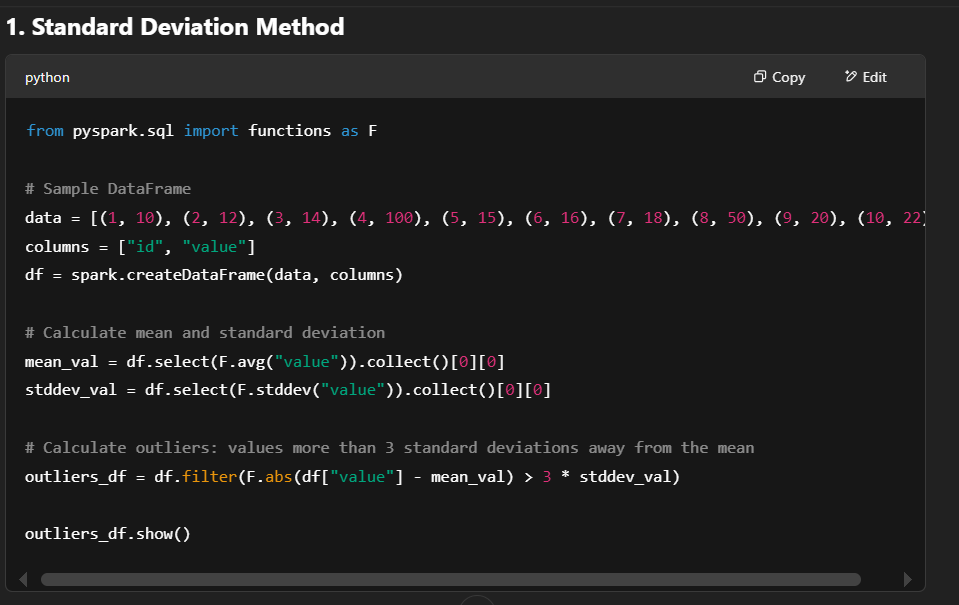 1. Standard Deviation Method
python
Copy
Edit
from pyspark.sql import functions as F
# Sample DataFrame
data = [(1, 10), (2, 12), (3, 14), (4, 100), (5, 15), (6, 16), (7, 18), (8, 50), (9, 20), (10, 22)
columns = ["id", "value"]
df = spark.createDataFrame(data, columns)
# Calculate mean and standard deviation
mean_val = df.select(F.avg("value")).collect()[0][0]
stddev_val = df.select(F.stddev("value")).collect()[0][0]
# Calculate outliers: values more than 3 standard deviations away from the mean
outliers_df = df.filter(F.abs(df["value"] - mean_val) > 3 * stddev_val)
outliers_df.show()